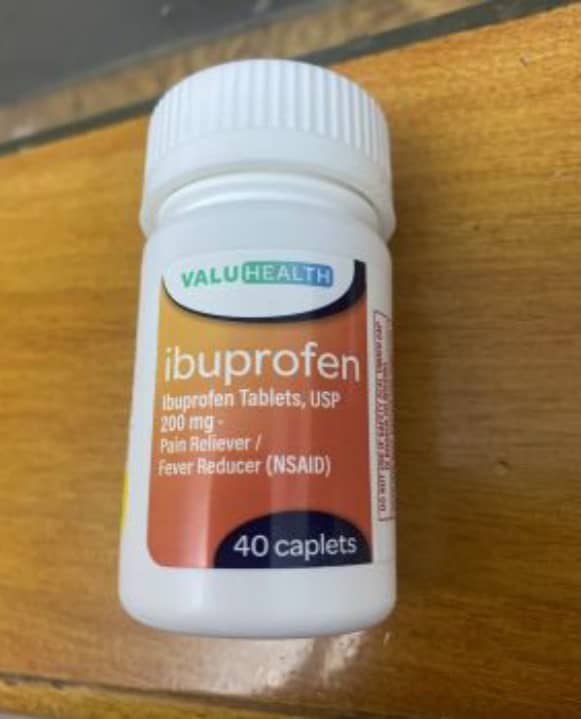 VALUHEALTH
ibuprofen
Ibuprofen Tablets, USP
200 mg -
Pain Reliever /
Fever Reducer (NSAID)
40 caplets